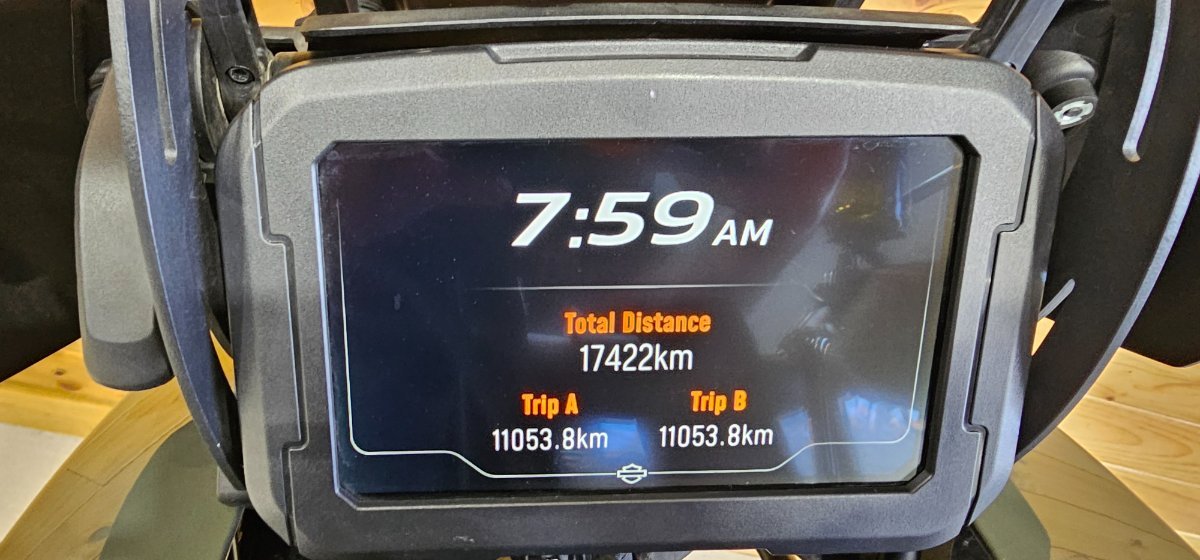 7:59 AM
Total Distance
17422km
Trip A Trip B
11053.8km 11053.8km